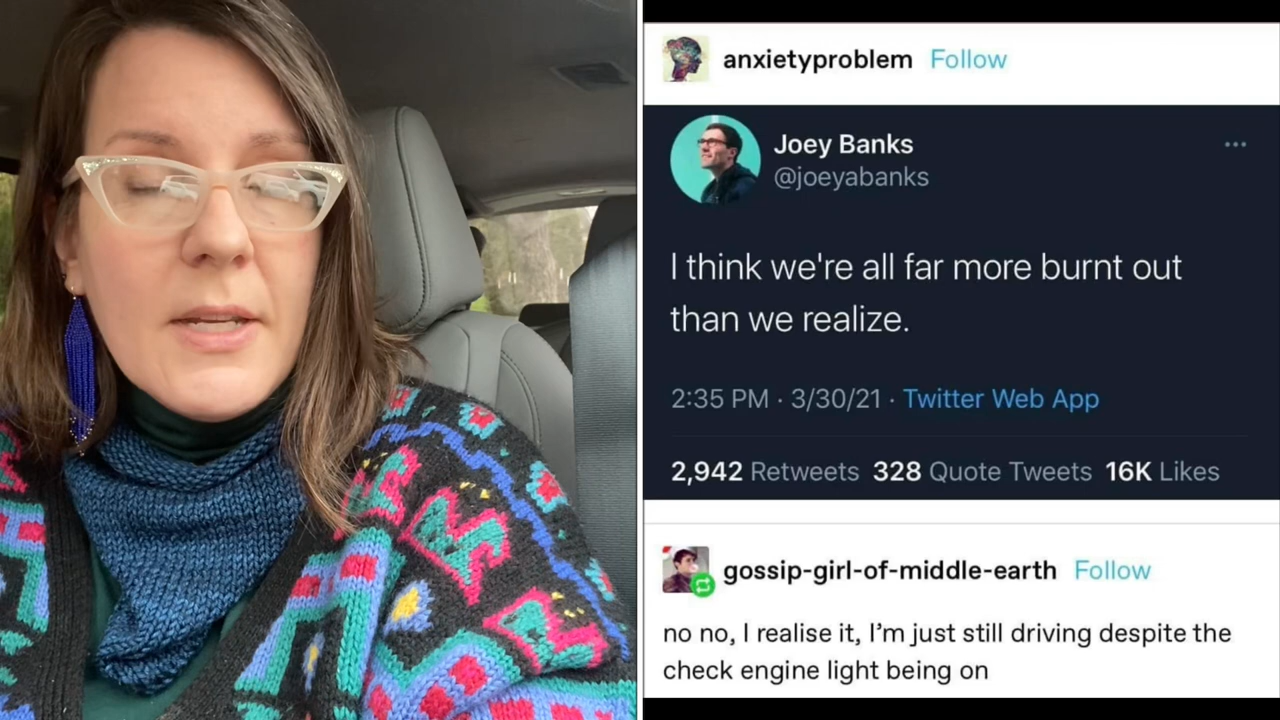 anxietyproblem Follow
Joey Banks
@joeyabanks
I think we're all far more burnt out
than we realize.
2:35 PM · 3/30/21 · Twitter Web App
2,942 Retweets 328 Quote Tweets 16K Likes
gossip-girl-of-middle-earth Follow
no no, I realise it, I'm just still driving despite the
check engine light being on